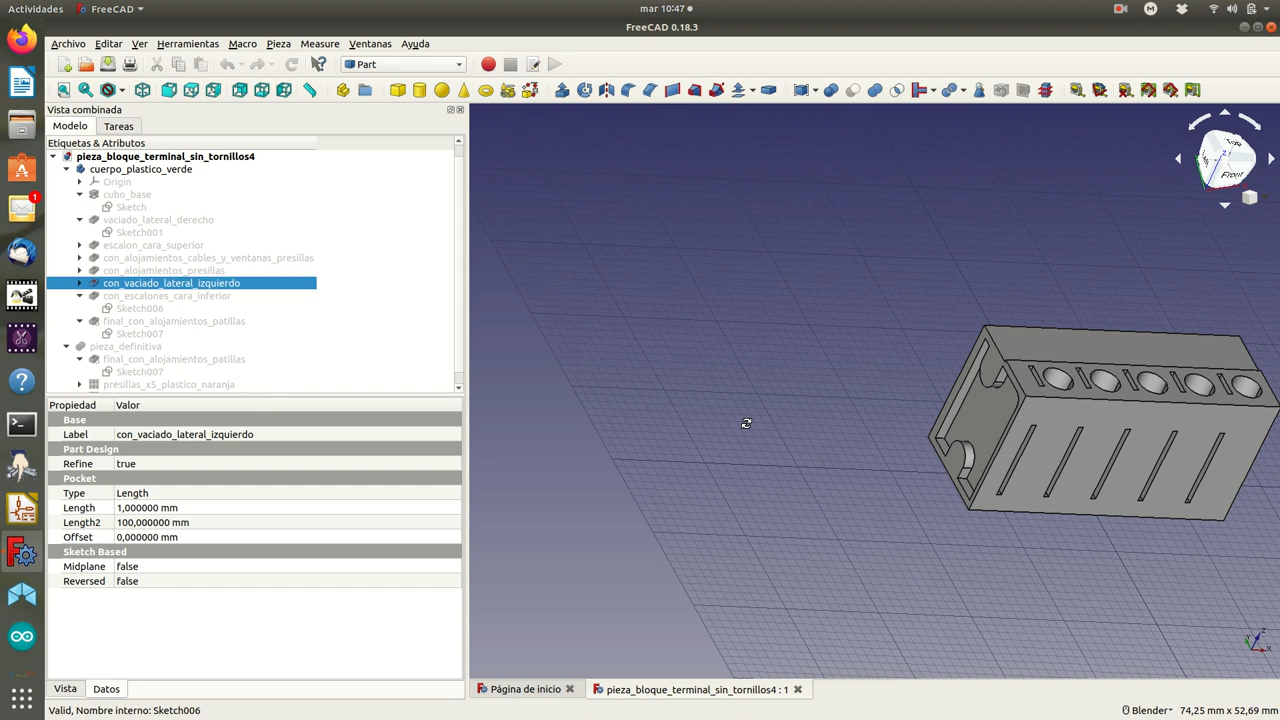 Actividades FreeCAD mar 10:47
FreeCAD 0.18.3
Archivo Editar Ver Herramientas Macro Pieza Measure Ventanas Ayuda
Part
Vista combinada
Modelo Tareas
Etiquetas & Atributos
pieza_bloque_terminal_sin_tornillos4
cuerpo_plastico_verde
Origin
cubo_base
Sketch
vaciado_lateral_derecho
Sketch001
escalon_cara_superior
con_alojamientos_cables_y_ventanas_presillas
con_alojamientos_presillas
con_vaciado_lateral_izquierdo
con_escalones_cara_inferior
Sketch006
final_con_alojamientos_patillas
Sketch007
pieza_definitiva
final_con_alojamientos_patillas
Sketch007
presillas_x5_plastico_naranja
Propiedad Valor
Base
Label con_vaciado_lateral_izquierdo
Part Design
Refine true
Pocket
Type Length
Length 1,000000 mm
Length2 100,000000 mm
Offset 0,000000 mm
Sketch Based
Midplane false
Reversed false
Vista Datos
Página de inicio pieza_bloque_terminal_sin_tornillos4 : 1
Valid, Nombre interno: Sketch006 Blender 74,25 mm x 52,69 mm
Front
1
M
Z
X